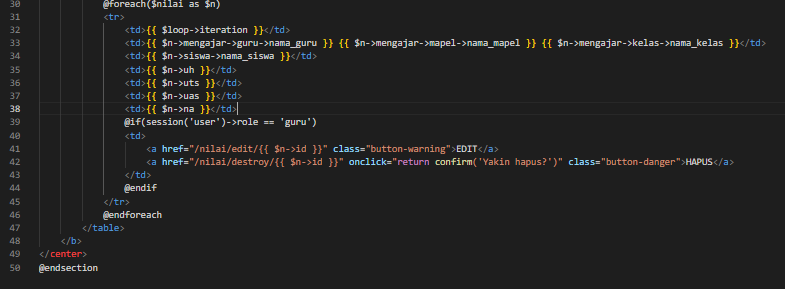 30 @foreach($nilai as $n)
31 <tr>
32 <td>{{ $loop->iteration }}</td>
33 <td>{{ $n->mengajar->guru->nama_guru }} {{ $n->mengajar->mapel->nama_mapel }} {{ $n->mengajar->kelas->nama_kelas }}</td>
34 <td>{{ $n->siswa->nama_siswa }}</td>
35 <td>{{ $n->uh }}</td>
36 <td>{{ $n->uts }}</td>
37 <td>{{ $n->uas }}</td>
38 <td>{{ $n->na }}</td>
39 @if(session('user')->role == 'guru')
40 <td>
41 <a href="/nilai/edit/{{ $n->id }}" class="button-warning">EDIT</a>
42 <a href="/nilai/destroy/{{ $n->id }}" onclick="return confirm('Yakin hapus?')" class="button-danger">HAPUS</a>
43 </td>
44 @endif
45 </tr>
46 @endforeach
47 </table>
48 </b>
49 </center>
50 @endsection